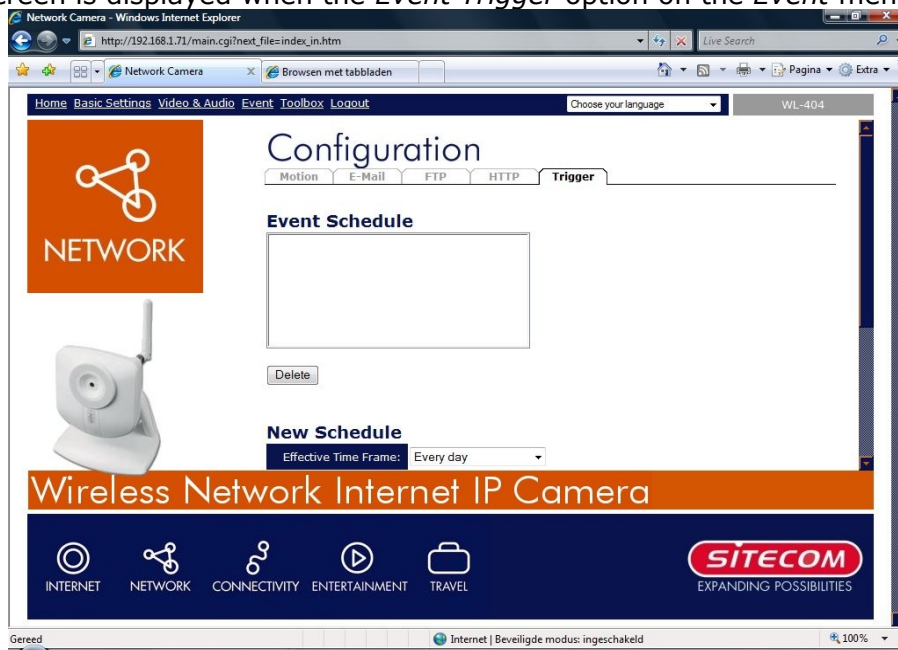 creen is displayed when the Event Trigger option on the Event men
Network Camera - Windows Internet Explorer
http://192.168.1.71/main.cgi?next_file=index_in.htm
Live Search
Network Camera
Browsen met tabbladen
Pagina
Extra
Home Basic Settings Video & Audio Event Toolbox Logout
Choose your language
WL-404
Configuration
Motion E-Mail FTP HTTP Trigger
NETWORK
Event Schedule
Delete
New Schedule
Effective Time Frame: Every day
Wireless Network Internet IP Camera
INTERNET NETWORK CONNECTIVITY ENTERTAINMENT TRAVEL
SITECOM
EXPANDING POSSIBILITIES
Gereed
Internet | Beveiligde modus: ingeschakeld
100%